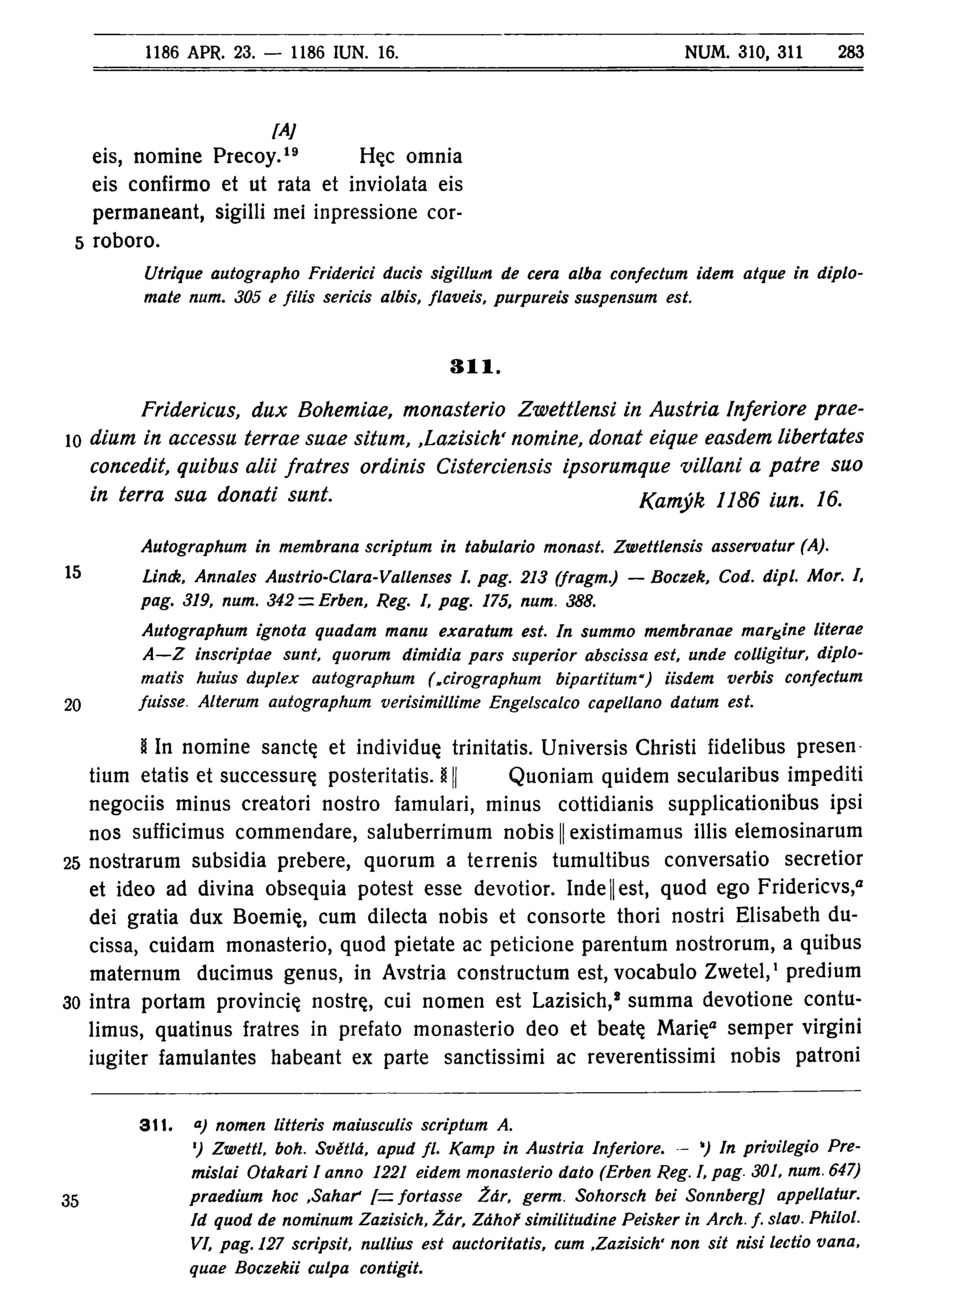 1186 APR. 23. — 1186 IUN. 16. NUM. 310, 311 283
[A]
eis, nomine Precoy.¹⁹ Hęc omnia
eis confirmo et ut rata et inviolata eis
permaneant, sigilli mei inpressione cor-
5 roboro.
Utrique autographo Friderici ducis sigillum de cera alba confectum idem atque in diplo-
mate num. 305 e filis sericis albis, flaveis, purpureis suspensum est.
311.
Fridericus, dux Bohemiae, monasterio Zwettlensi in Austria Inferiore prae-
10 dium in accessu terrae suae situm, ‚Lazisich‘ nomine, donat eique easdem libertates
concedit, quibus alii fratres ordinis Cisterciensis ipsorumque villani a patre suo
in terra sua donati sunt. Kamýk 1186 iun. 16.
Autographum in membrana scriptum in tabulario monast. Zwettlensis asservatur (A).
15 Linck, Annales Austrio-Clara-Vallenses I. pag. 213 (fragm.) — Boczek, Cod. dipl. Mor. I,
pag. 319, num. 342 = Erben, Reg. I, pag. 175, num. 388.
Autographum ignota quadam manu exaratum est. In summo membranae margine literae
A—Z inscriptae sunt, quorum dimidia pars superior abscissa est, unde colligitur, diplo-
matis huius duplex autographum („cirographum bipartitum“) iisdem verbis confectum
20 fuisse. Alterum autographum verisimillime Engelscalco capellano datum est.
⁞ In nomine sanctę et individuę trinitatis. Universis Christi fidelibus presen-
tium etatis et successurę posteritatis. ⁞ || Quoniam quidem secularibus impediti
negociis minus creatori nostro famulari, minus cottidianis supplicationibus ipsi
nos sufficimus commendare, saluberrimum nobis || existimamus illis elemosinarum
25 nostrarum subsidia prebere, quorum a terrenis tumultibus conversatio secretior
et ideo ad divina obsequia potest esse devotior. Inde || est, quod ego Fridericvs,ᵃ
dei gratia dux Boemię, cum dilecta nobis et consorte thori nostri Elisabeth du-
cissa, cuidam monasterio, quod pietate ac peticione parentum nostrorum, a quibus
maternum ducimus genus, in Avstria constructum est, vocabulo Zwetel,¹ predium
30 intra portam provincię nostrę, cui nomen est Lazisich,² summa devotione contu-
limus, quatinus fratres in prefato monasterio deo et beatę Marięᵃ semper virgini
iugiter famulantes habeant ex parte sanctissimi ac reverentissimi nobis patroni
311. ᵃ) nomen litteris maiusculis scriptum A.
¹) Zwettl, boh. Světlá, apud fl. Kamp in Austria Inferiore. — ²) In privilegio Pre-
mislai Otakari I anno 1221 eidem monasterio dato (Erben Reg. I, pag. 301, num. 647)
35 praedium hoc ‚Sahar‘ [= fortasse Žár, germ. Sohorsch bei Sonnberg] appellatur.
Id quod de nominum Zazisich, Žár, Záhoř similitudine Peisker in Arch. f. slav. Philol.
VI, pag. 127 scripsit, nullius est auctoritatis, cum ‚Zazisich‘ non sit nisi lectio vana,
quae Boczekii culpa contigit.